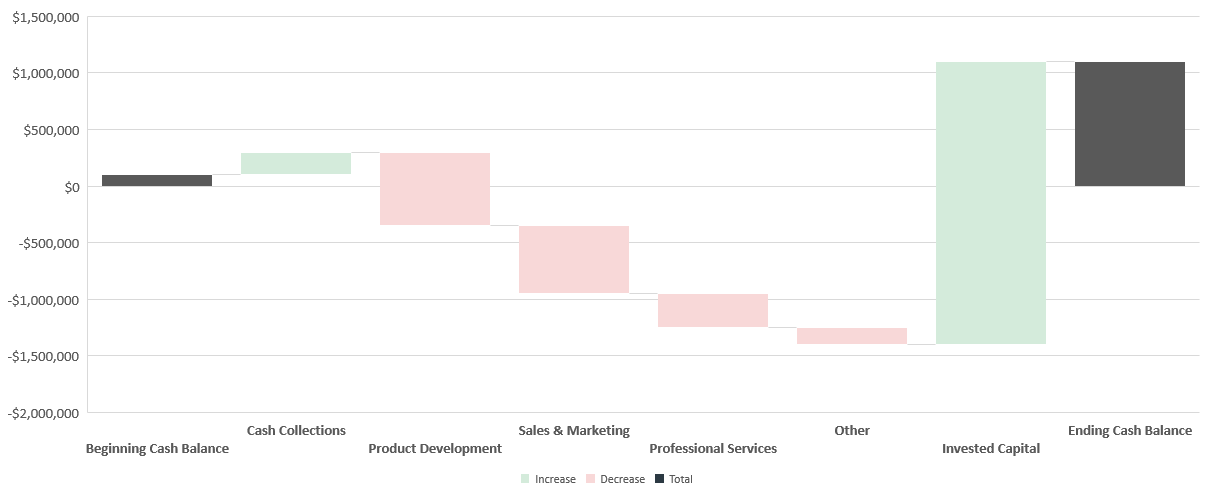 $1,500,000
$1,000,000
$500,000
$0
-$500,000
-$1,000,000
-$1,500,000
-$2,000,000
Cash Collections Sales & Marketing Other Ending Cash Balance
Beginning Cash Balance Product Development Professional Services Invested Capital
Increase Decrease Total